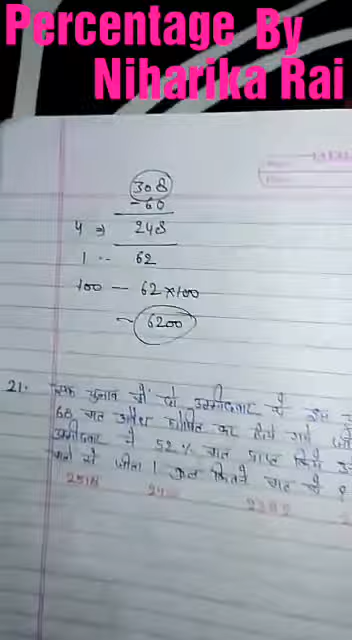 Percentage By
Niharika Rai
308
-60
4 ⇒ 248
1 -- 62
100 — 62×100
6200
21. एक चुनाव में दो उम्मीदवार थे इस
68 मत अवैध घोषित कर दिये गये
उम्मीदवार ने 52% मत प्राप्त किये
जीता । कुल कितने मत थे ?
2518